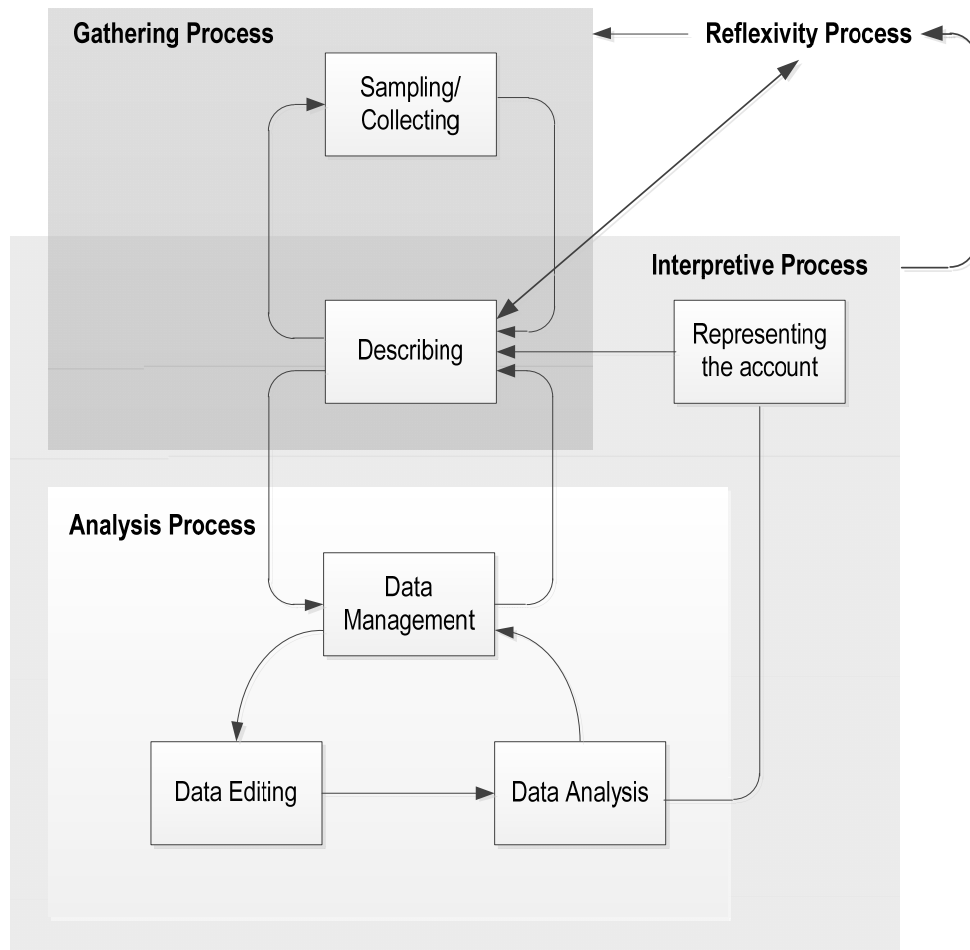 Gathering Process
Reflexivity Process
Sampling/
Collecting
Interpretive Process
Describing
Representing
the account
Analysis Process
Data
Management
Data Editing
Data Analysis